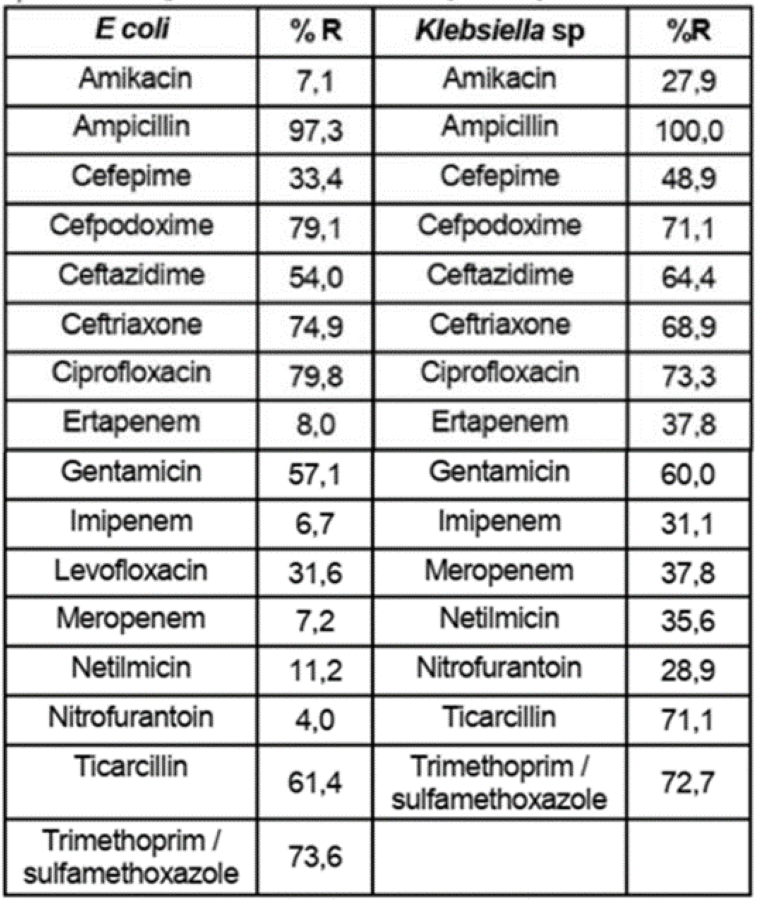 E coli % R Klebsiella sp %R
Amikacin 7,1 Amikacin 27,9
Ampicillin 97,3 Ampicillin 100,0
Cefepime 33,4 Cefepime 48,9
Cefpodoxime 79,1 Cefpodoxime 71,1
Ceftazidime 54,0 Ceftazidime 64,4
Ceftriaxone 74,9 Ceftriaxone 68,9
Ciprofloxacin 79,8 Ciprofloxacin 73,3
Ertapenem 8,0 Ertapenem 37,8
Gentamicin 57,1 Gentamicin 60,0
Imipenem 6,7 Imipenem 31,1
Levofloxacin 31,6 Meropenem 37,8
Meropenem 7,2 Netilmicin 35,6
Netilmicin 11,2 Nitrofurantoin 28,9
Nitrofurantoin 4,0 Ticarcillin 71,1
Ticarcillin 61,4 Trimethoprim /
sulfamethoxazole 72,7
Trimethoprim /
sulfamethoxazole 73,6